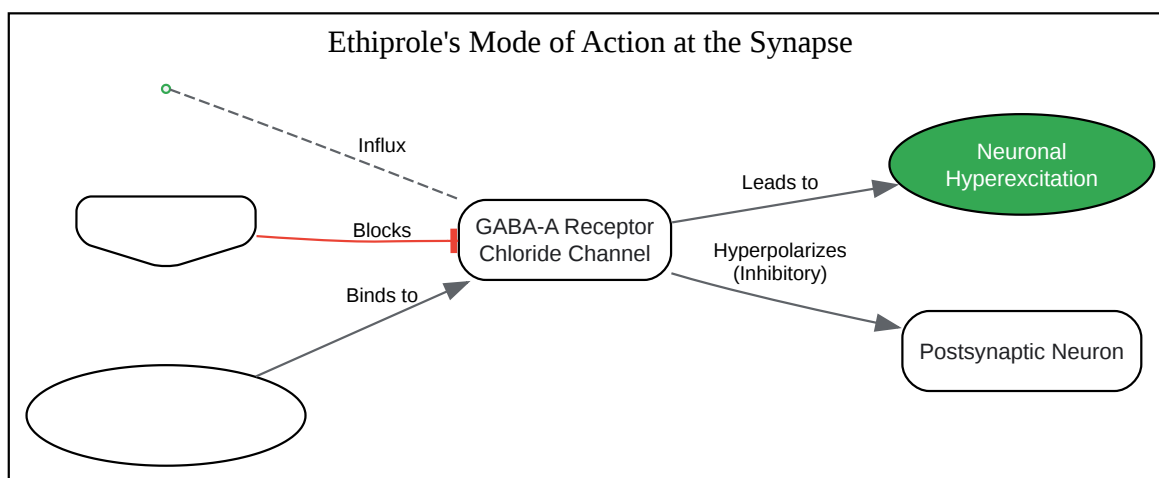 Ethiprole's Mode of Action at the Synapse
Influx
Blocks
Binds to
GABA-A Receptor
Chloride Channel
Leads to
Hyperpolarizes
(Inhibitory)
Neuronal
Hyperexcitation
Postsynaptic Neuron